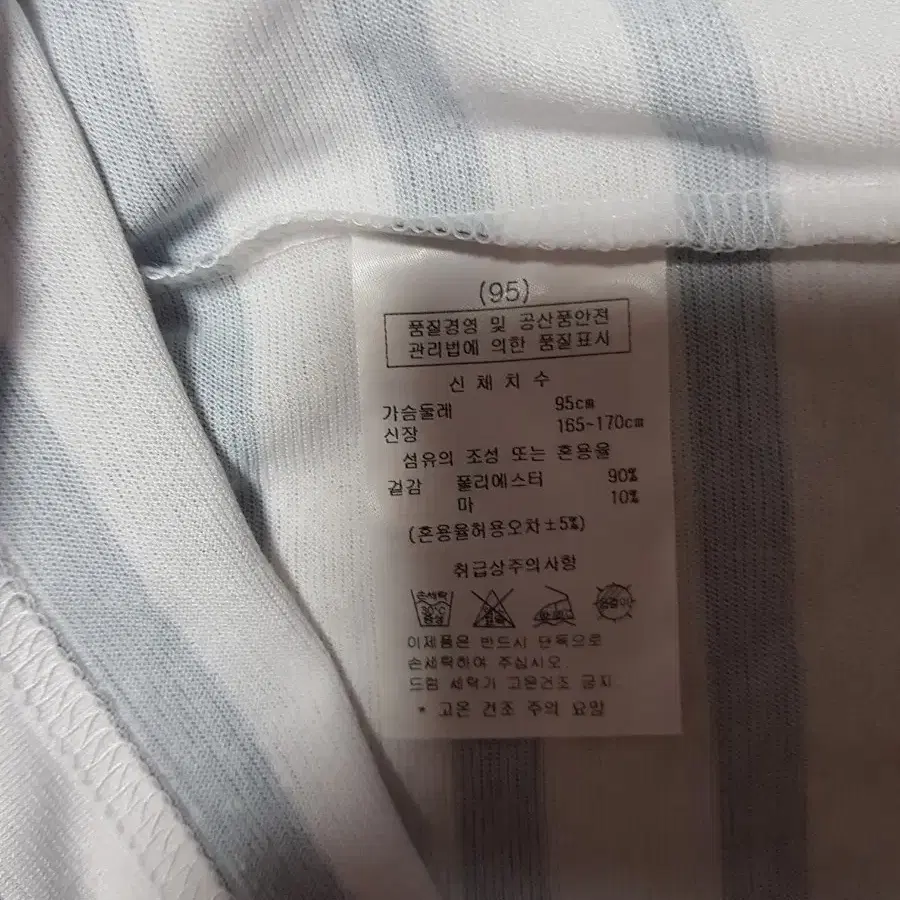 (95)
품질경영 및 공산품안전
관리법에 의한 품질표시
신 체 치 수
가슴둘레 95cm
신장 165~170cm
섬유의 조성 또는 혼용율
겉감 폴리에스터 90%
마 10%
(혼용율허용오차±5%)
취급상주의사항
손세탁
이제품은 반드시 단독으로
손세탁하여 주십시오
드럼 세탁기 고온건조 금지
* 고온 건조 주의 요망